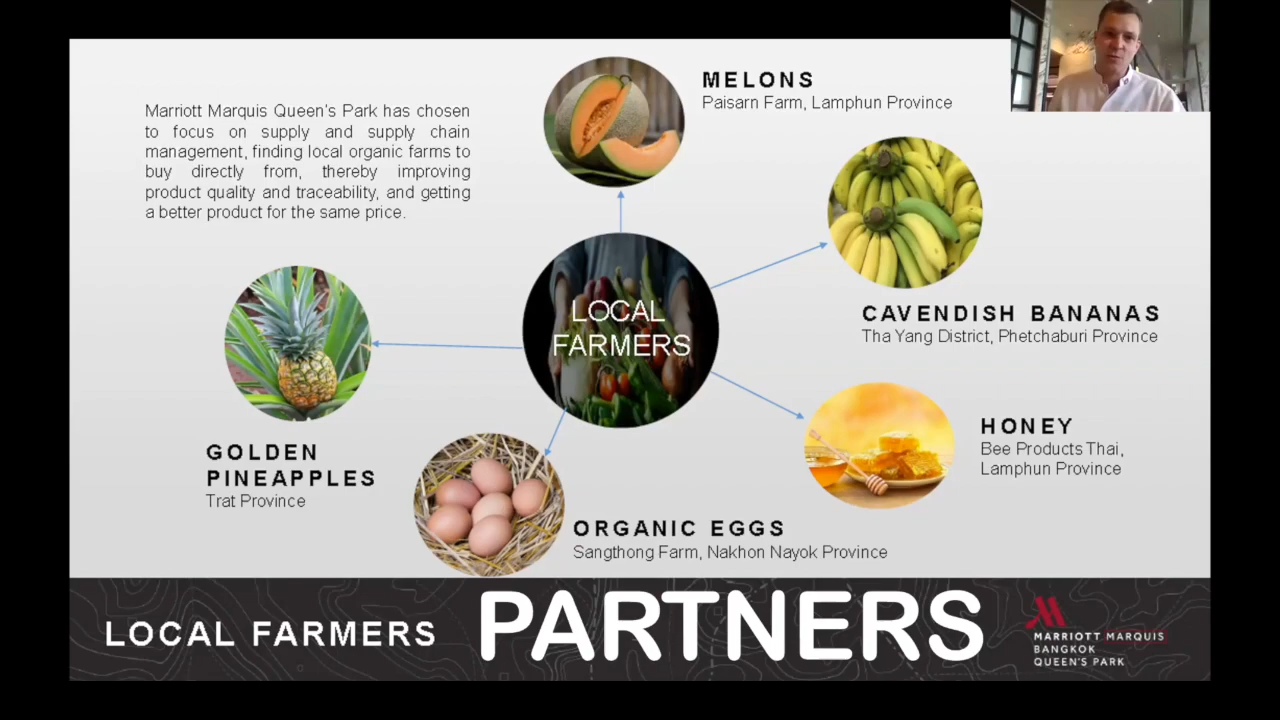 Marriott Marquis Queen's Park has chosen
to focus on supply and supply chain
management, finding local organic farms to
buy directly from, thereby improving
product quality and traceability, and getting
a better product for the same price.
MELONS
Paisarn Farm, Lamphun Province
CAVENDISH BANANAS
Tha Yang District, Phetchaburi Province
LOCAL
FARMERS
HONEY
Bee Products Thai,
Lamphun Province
GOLDEN
PINEAPPLES
Trat Province
ORGANIC EGGS
Sangthong Farm, Nakhon Nayok Province
LOCAL FARMERS
PARTNERS
MARRIOTT MARQUIS
BANGKOK
QUEEN'S PARK